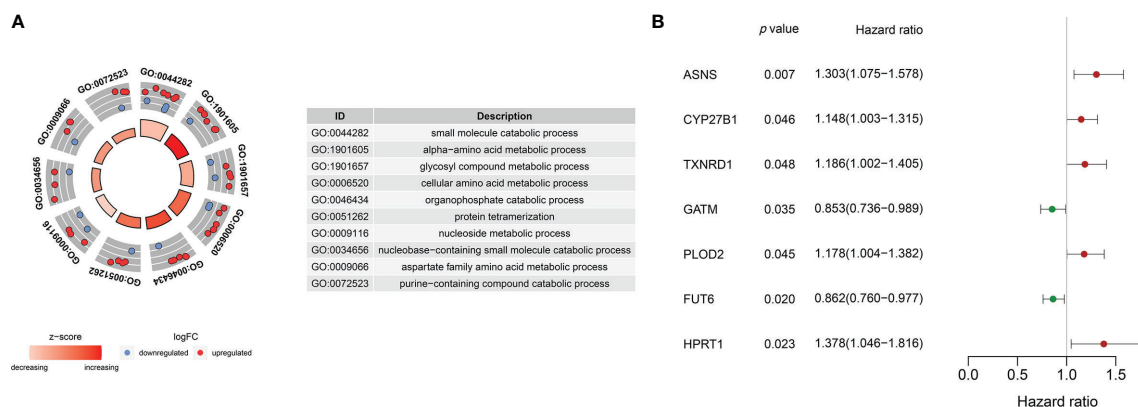 A
GO:0044282
GO:1901605
GO:1901657
GO:0006520
GO:0046434
GO:0051262
GO:0009116
GO:0034656
GO:0009066
GO:0072523
z−score
decreasing
increasing
logFC
downregulated
upregulated
ID Description
GO:0044282 small molecule catabolic process
GO:1901605 alpha−amino acid metabolic process
GO:1901657 glycosyl compound metabolic process
GO:0006520 cellular amino acid metabolic process
GO:0046434 organophosphate catabolic process
GO:0051262 protein tetramerization
GO:0009116 nucleoside metabolic process
GO:0034656 nucleobase−containing small molecule catabolic process
GO:0009066 aspartate family amino acid metabolic process
GO:0072523 purine−containing compound catabolic process
B
p value Hazard ratio
ASNS 0.007 1.303(1.075−1.578)
CYP27B1 0.046 1.148(1.003−1.315)
TXNRD1 0.048 1.186(1.002−1.405)
GATM 0.035 0.853(0.736−0.989)
PLOD2 0.045 1.178(1.004−1.382)
FUT6 0.020 0.862(0.760−0.977)
HPRT1 0.023 1.378(1.046−1.816)
0.0 0.5 1.0 1.5
Hazard ratio